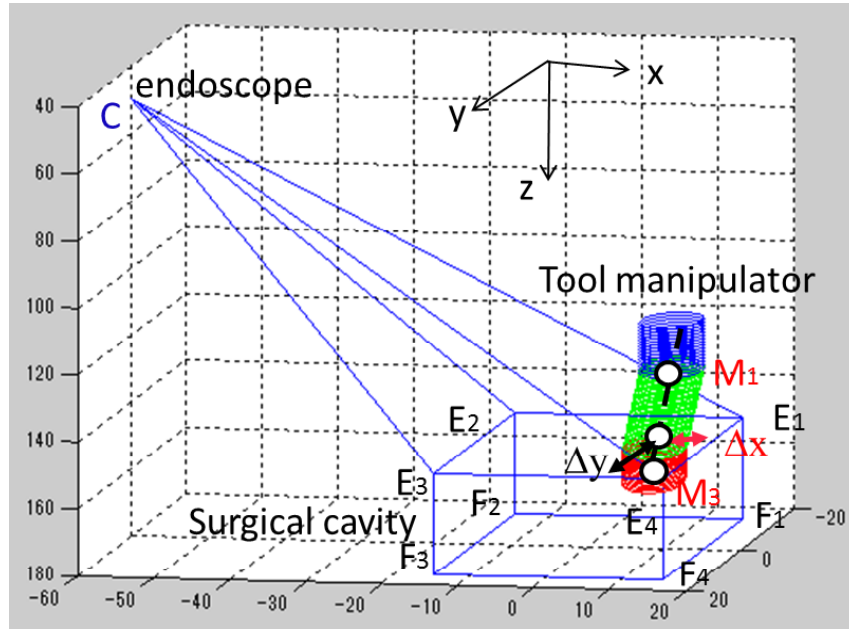 endoscope
C
x
y
z
40
60
80
100
120
140
160
180
Tool manipulator
M1
E2
E1
Δx
Δy
E3
M3
F2
E4
F1
Surgical cavity
F3
F4
-60
-50
-40
-30
-20
-10
0
10
20
20
0
-20